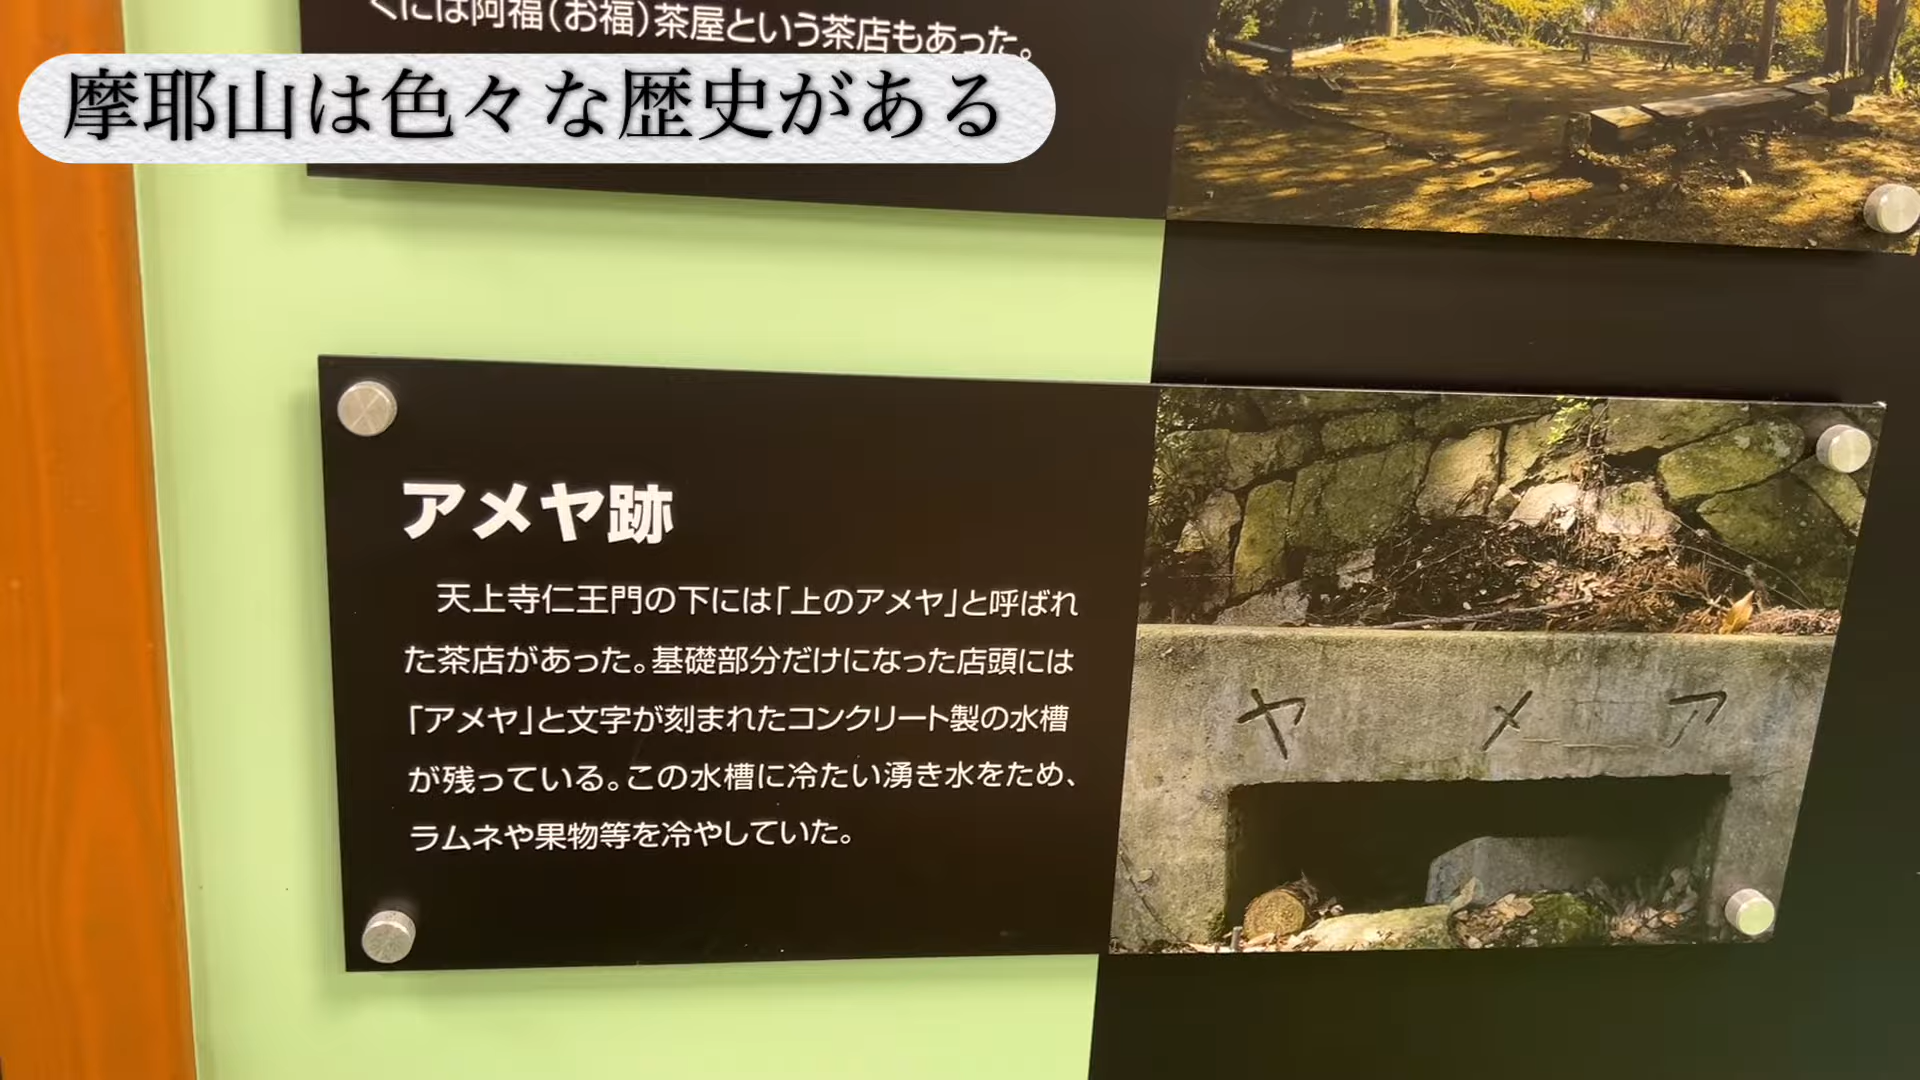 くには阿福(お福)茶屋という茶店もあった。
摩耶山は色々な歴史がある
アメヤ跡
天上寺仁王門の下には「上のアメヤ」と呼ばれ
た茶店があった。基礎部分だけになった店頭には
「アメヤ」と文字が刻まれたコンクリート製の水槽
が残っている。この水槽に冷たい湧き水をため、
ラムネや果物等を冷やしていた。
ヤメア